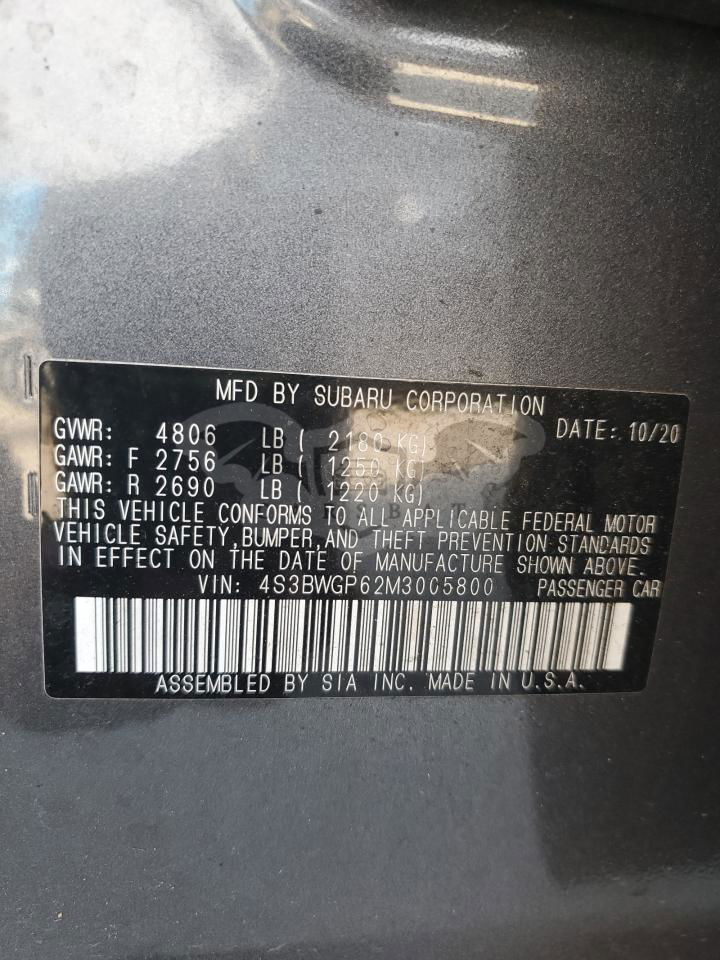 MFD BY SUBARU CORPORATION
GVWR: 4806 LB ( 2180 KG) DATE: 10/20
GAWR: F 2756 LB ( 1250 KG)
GAWR: R 2690 LB ( 1220 KG)
THIS VEHICLE CONFORMS TO ALL APPLICABLE FEDERAL MOTOR
VEHICLE SAFETY, BUMPER, AND THEFT PREVENTION STANDARDS
IN EFFECT ON THE DATE OF MANUFACTURE SHOWN ABOVE.
VIN: 4S3BWGP62M3005800 PASSENGER CAR
ASSEMBLED BY SIA INC. MADE IN U.S.A.